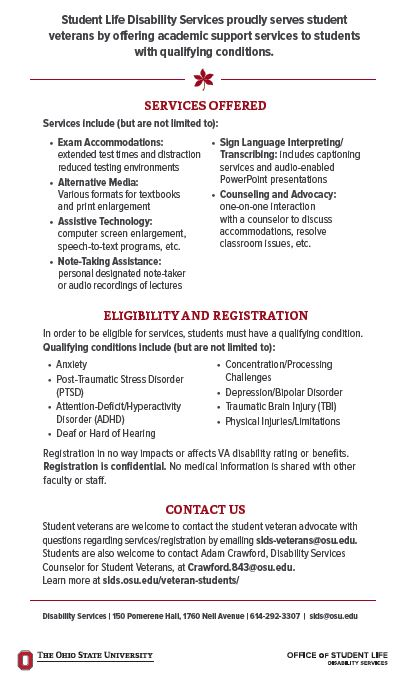 Student Life Disability Services proudly serves student
veterans by offering academic support services to students
with qualifying conditions.
SERVICES OFFERED
Services include (but are not limited to):
• Exam Accommodations:
extended test times and distraction
reduced testing environments
• Alternative Media:
Various formats for textbooks
and print enlargement
• Assistive Technology:
computer screen enlargement,
speech-to-text programs, etc.
• Note-Taking Assistance:
personal designated note-taker
or audio recordings of lectures
• Sign Language Interpreting/
Transcribing: includes captioning
services and audio-enabled
PowerPoint presentations
• Counseling and Advocacy:
one-on-one interaction
with a counselor to discuss
accommodations, resolve
classroom issues, etc.
ELIGIBILITY AND REGISTRATION
In order to be eligible for services, students must have a qualifying condition.
Qualifying conditions include (but are not limited to):
• Anxiety
• Post-Traumatic Stress Disorder
(PTSD)
• Attention-Deficit/Hyperactivity
Disorder (ADHD)
• Deaf or Hard of Hearing
• Concentration/Processing
Challenges
• Depression/Bipolar Disorder
• Traumatic Brain Injury (TBI)
• Physical Injuries/Limitations
Registration in no way impacts or affects VA disability rating or benefits.
Registration is confidential. No medical information is shared with other
faculty or staff.
CONTACT US
Student veterans are welcome to contact the student veteran advocate with
questions regarding services/registration by emailing slds-veterans@osu.edu.
Students are also welcome to contact Adam Crawford, Disability Services
Counselor for Student Veterans, at Crawford.843@osu.edu.
Learn more at slds.osu.edu/veteran-students/
Disability Services | 150 Pomerene Hall, 1760 Neil Avenue | 614-292-3307 | slds@osu.edu
THE OHIO STATE UNIVERSITY
OFFICE OF STUDENT LIFE
DISABILITY SERVICES